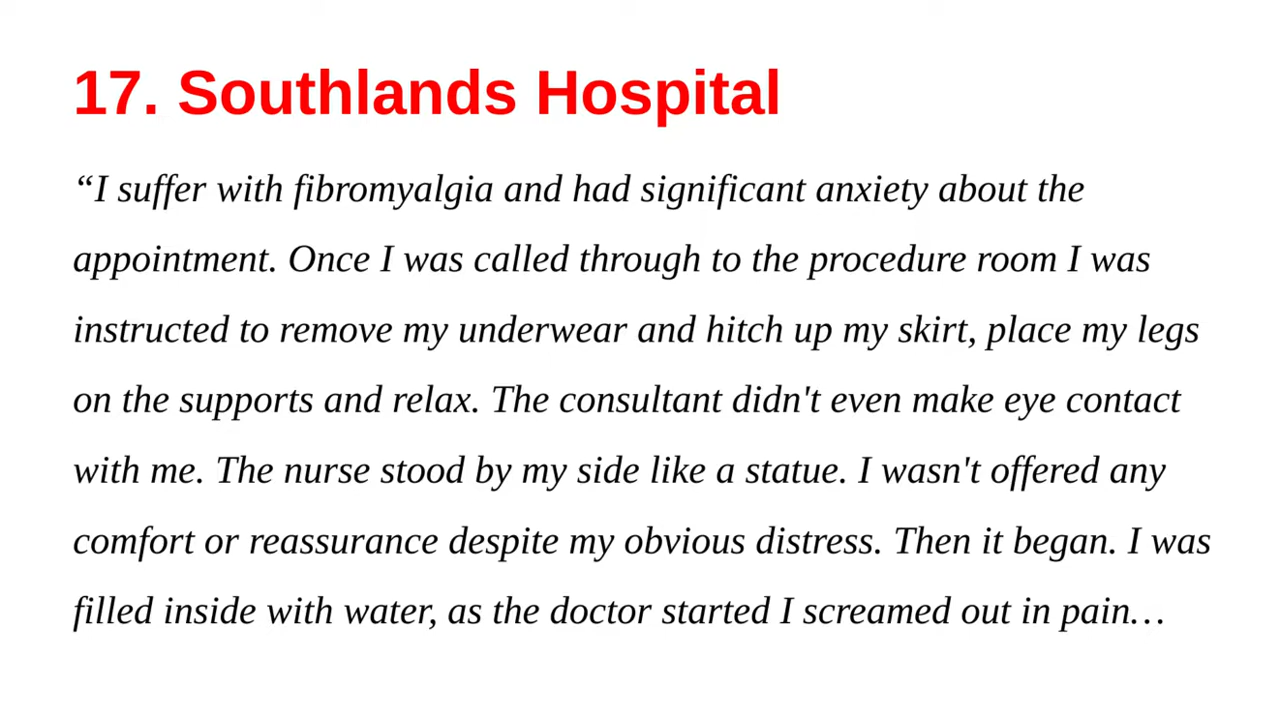 17. Southlands Hospital
“I suffer with fibromyalgia and had significant anxiety about the
appointment. Once I was called through to the procedure room I was
instructed to remove my underwear and hitch up my skirt, place my legs
on the supports and relax. The consultant didn't even make eye contact
with me. The nurse stood by my side like a statue. I wasn't offered any
comfort or reassurance despite my obvious distress. Then it began. I was
filled inside with water, as the doctor started I screamed out in pain…